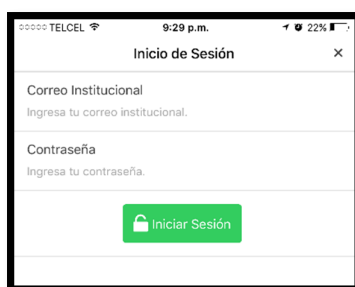 TELCEL 9:29 p.m. 22%
Inicio de Sesión ×
Correo Institucional
Ingresa tu correo institucional.
Contraseña
Ingresa tu contraseña.
Iniciar Sesión